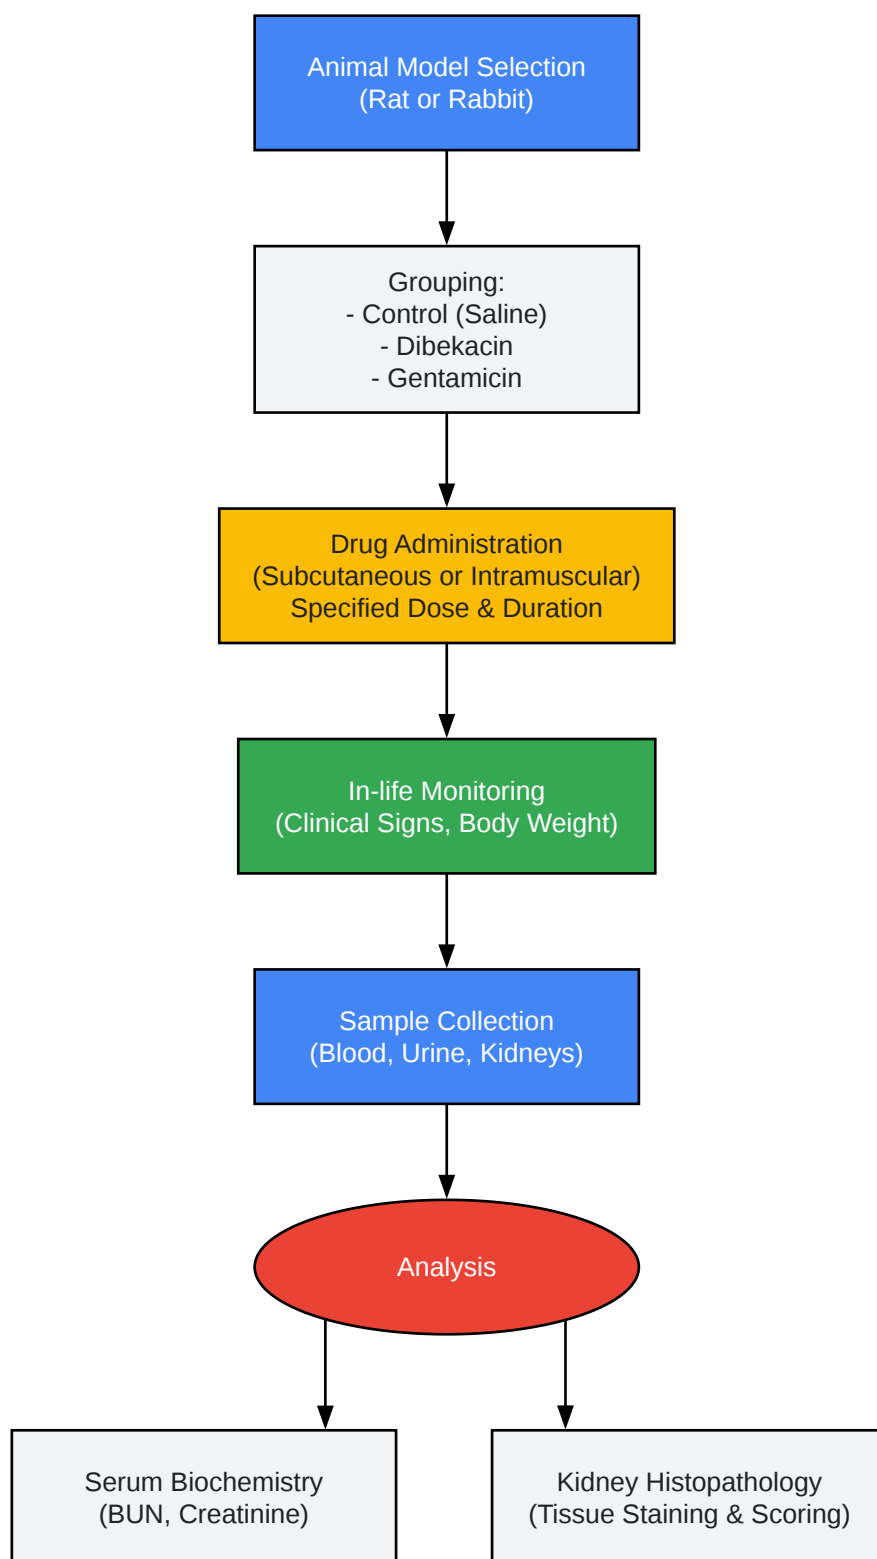 Animal Model Selection
(Rat or Rabbit)
Grouping:
- Control (Saline)
- Dibekacin
- Gentamicin
Drug Administration
(Subcutaneous or Intramuscular)
Specified Dose & Duration
In-life Monitoring
(Clinical Signs, Body Weight)
Sample Collection
(Blood, Urine, Kidneys)
Analysis
Serum Biochemistry
(BUN, Creatinine)
Kidney Histopathology
(Tissue Staining & Scoring)